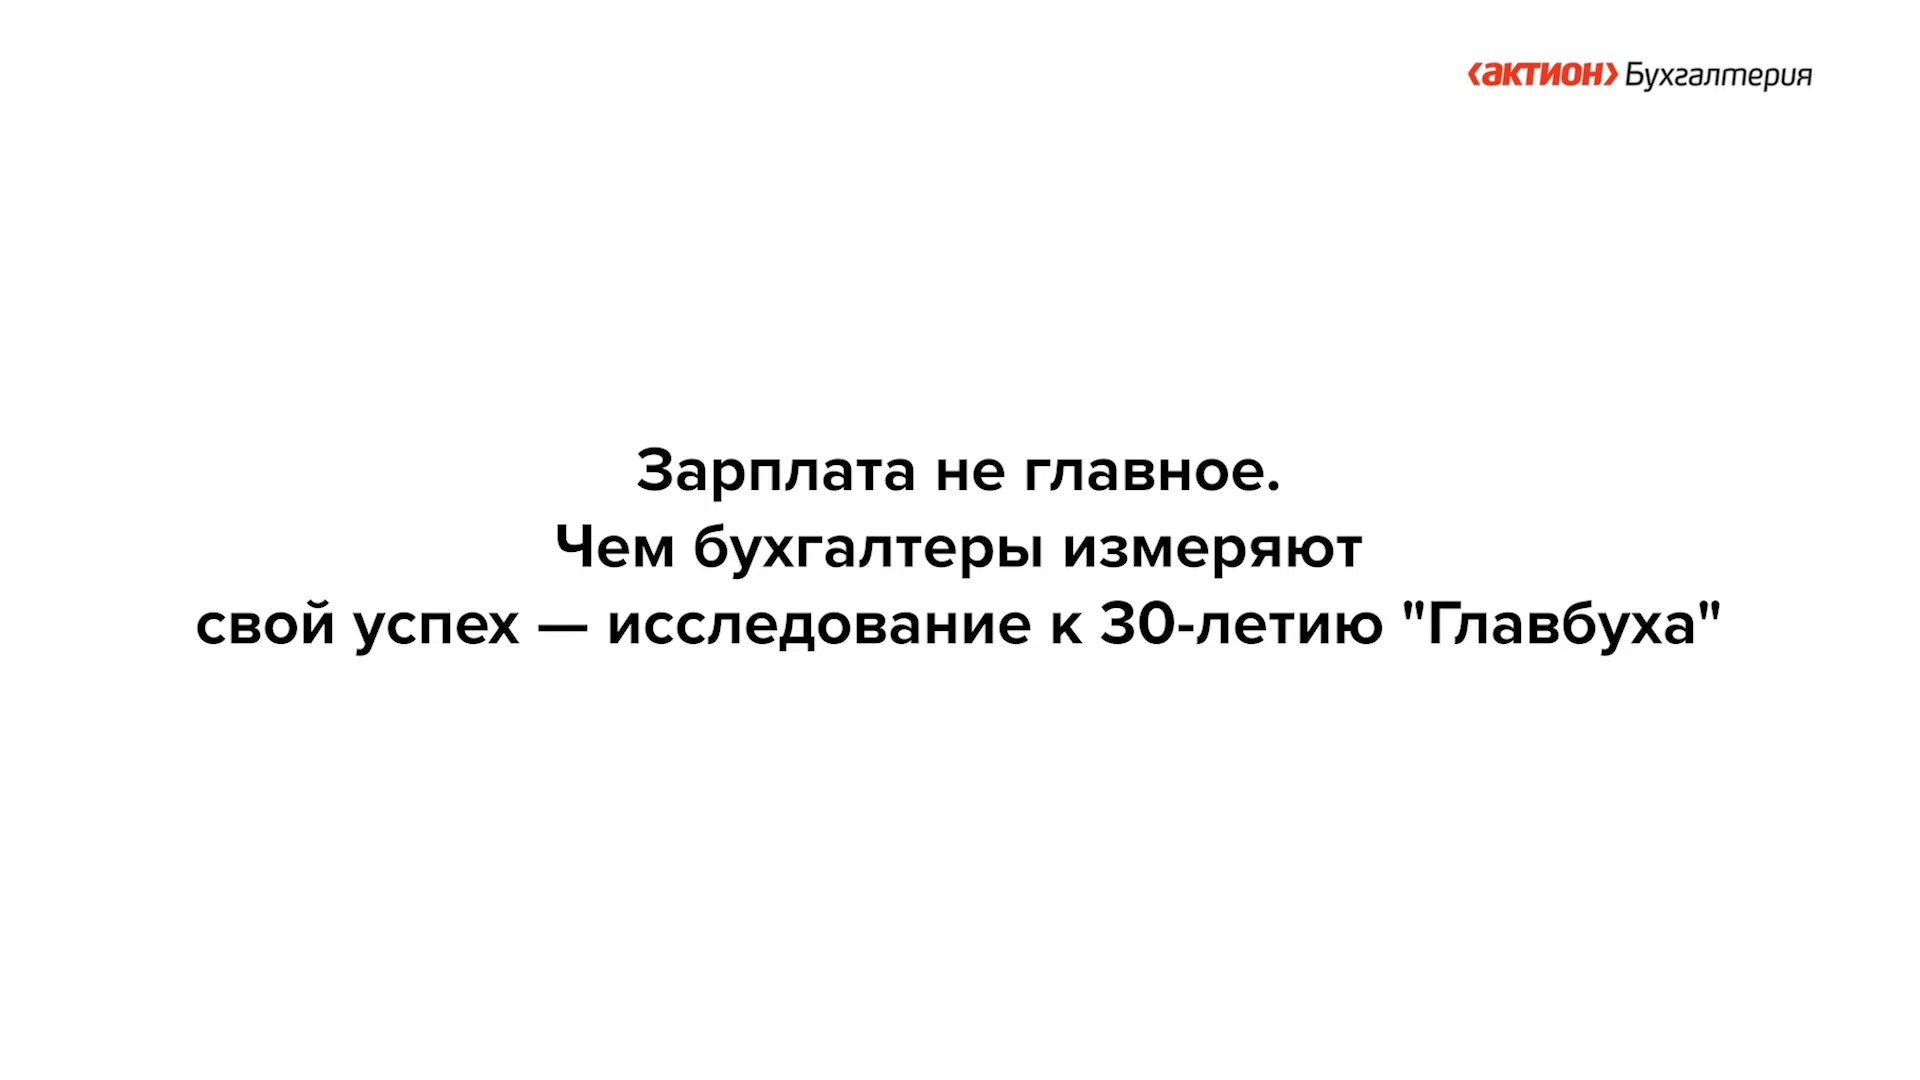 ‹актион› Бухгалтерия
Зарплата не главное.
Чем бухгалтеры измеряют
свой успех — исследование к 30-летию "Главбуха"